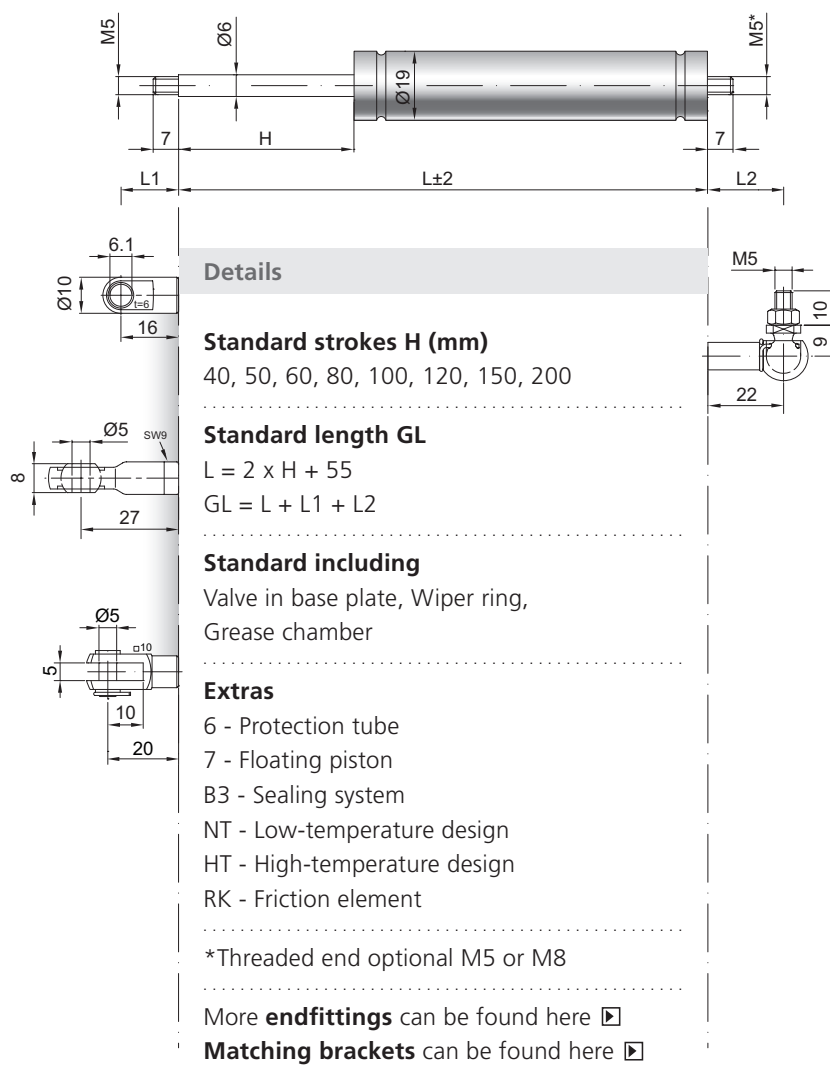 M5
Ø6
Ø19
M5*
7
H
7
L1
L±2
L2
6.1
Ø10
t=6
16
Ø5
SW9
8
27
Ø5
□10
5
10
20
M5
10
9
22
Details
Standard strokes H (mm)
40, 50, 60, 80, 100, 120, 150, 200
Standard length GL
L = 2 x H + 55
GL = L + L1 + L2
Standard including
Valve in base plate, Wiper ring,
Grease chamber
Extras
6 - Protection tube
7 - Floating piston
B3 - Sealing system
NT - Low-temperature design
HT - High-temperature design
RK - Friction element
*Threaded end optional M5 or M8
More endfittings can be found here
Matching brackets can be found here